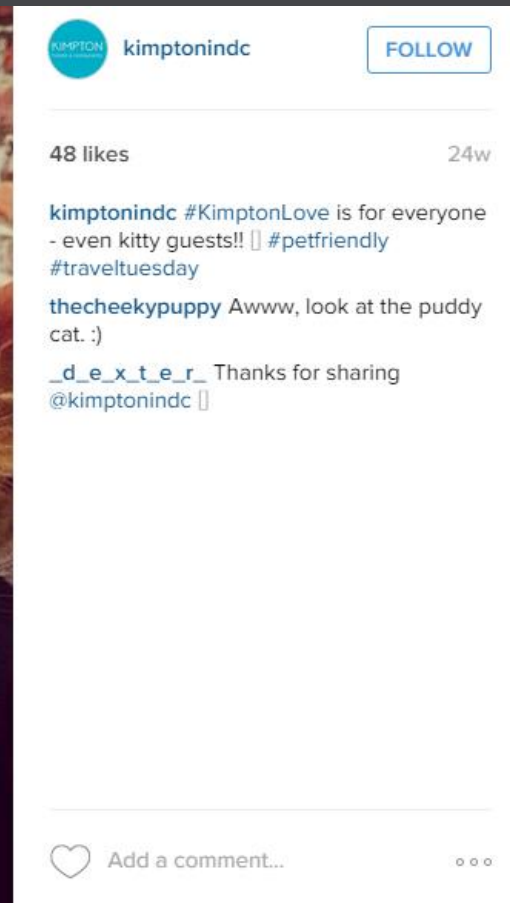 KIMPTON
kimptonindc
FOLLOW
48 likes
24w
kimptonindc #KimptonLove is for everyone
- even kitty guests!! #petfriendly
#traveltuesday
thecheekypuppy Awww, look at the puddy
cat. :)
_d_e_x_t_e_r_ Thanks for sharing
@kimptonindc
Add a comment...